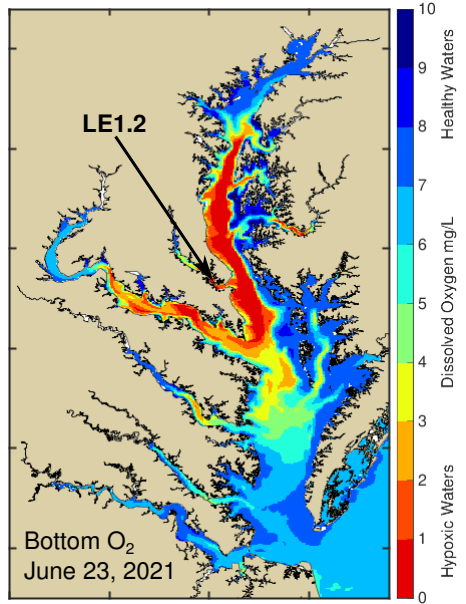 LE1.2
Bottom O₂
June 23, 2021
10
9
8
7
6
5
4
3
2
1
0
Healthy Waters
Dissolved Oxygen mg/L
Hypoxic Waters